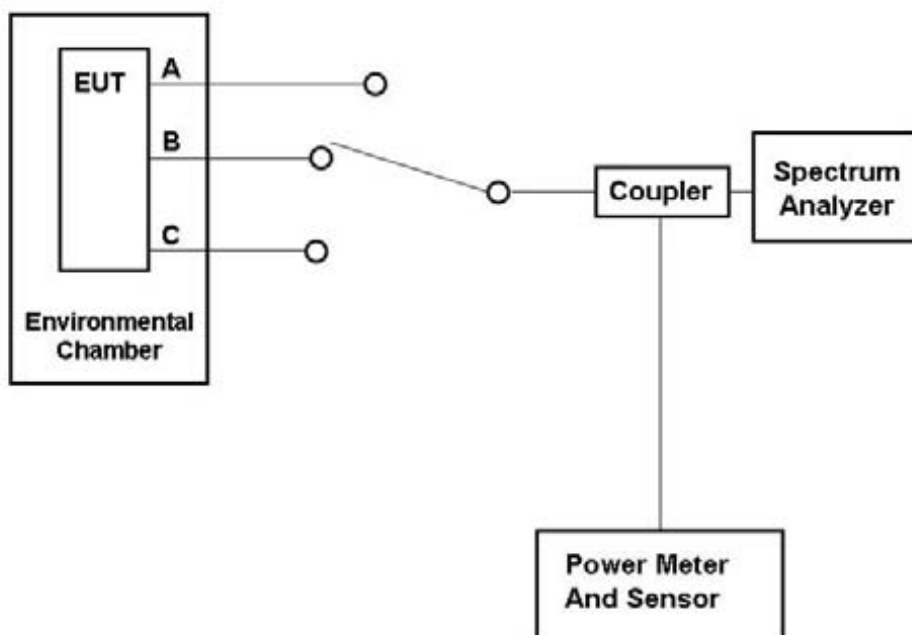 EUT
A
B
C
Environmental
Chamber
Coupler
Spectrum
Analyzer
Power Meter
And Sensor